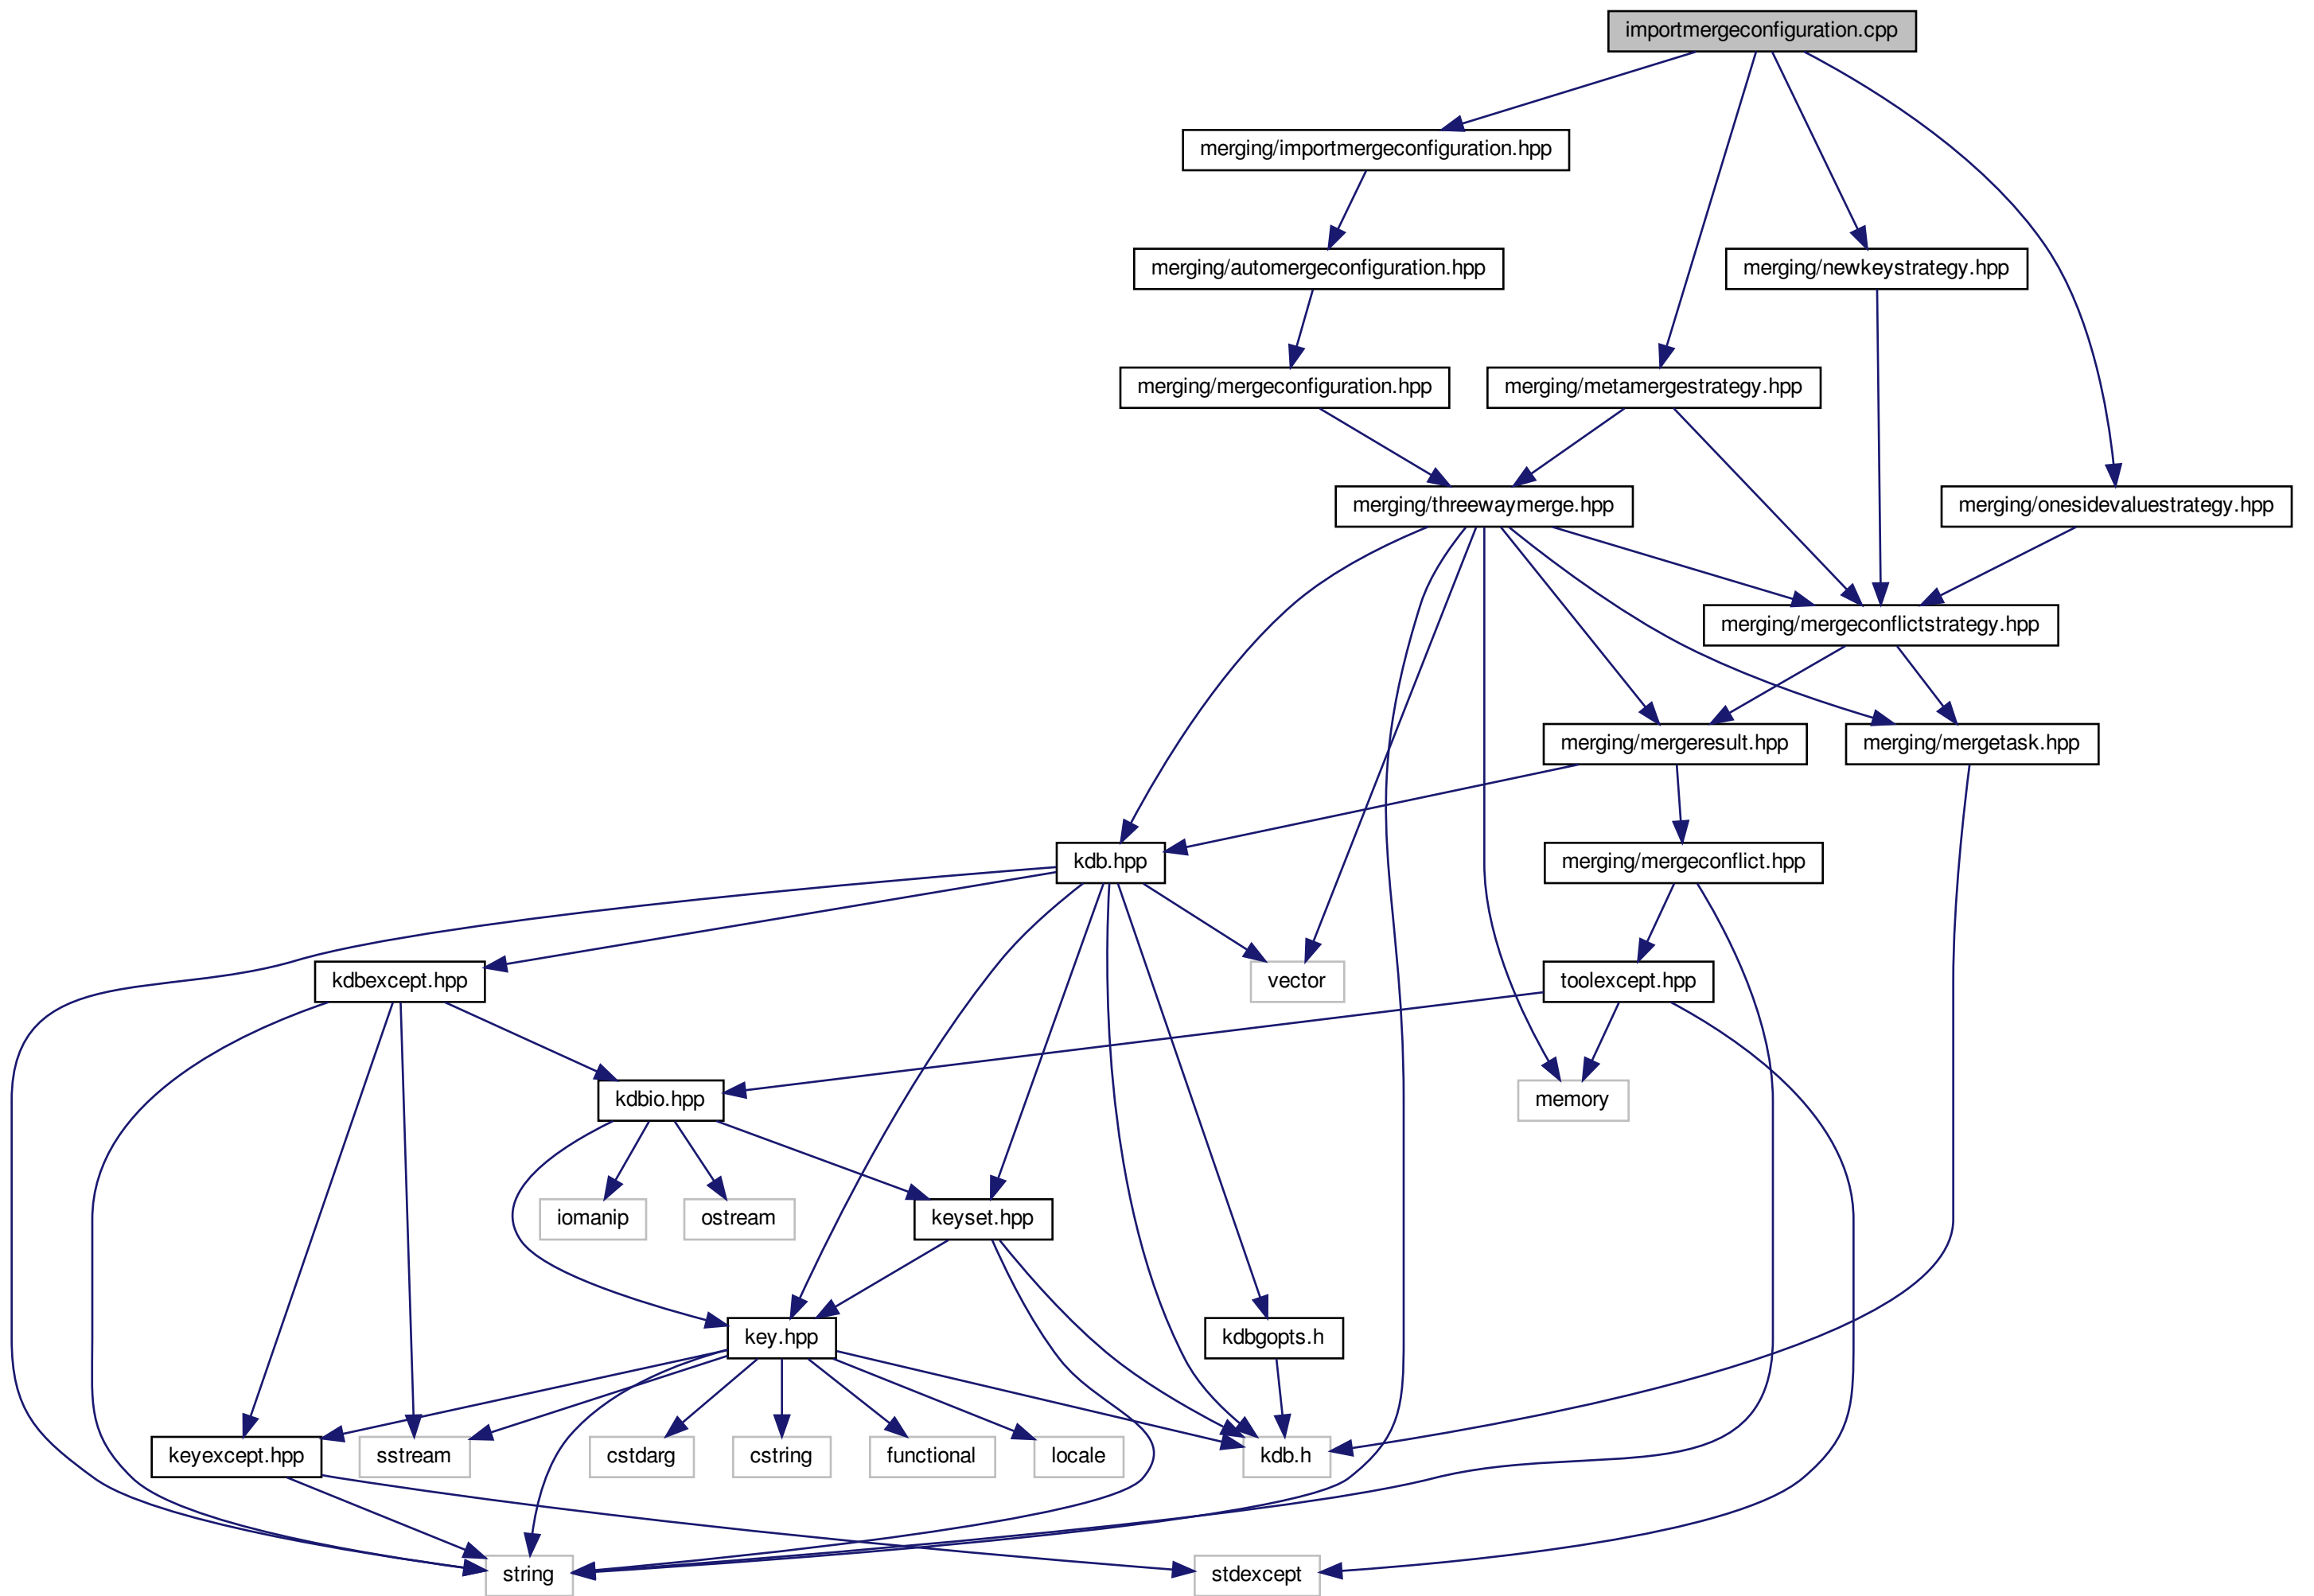 importmergeconfiguration.cpp
merging/importmergeconfiguration.hpp
merging/automergeconfiguration.hpp
merging/newkeystrategy.hpp
merging/mergeconfiguration.hpp
merging/metamergestrategy.hpp
merging/threewaymerge.hpp
merging/onesidevaluestrategy.hpp
merging/mergeconflictstrategy.hpp
merging/mergeresult.hpp
merging/mergetask.hpp
kdb.hpp
merging/mergeconflict.hpp
kdbexcept.hpp
vector
toolexcept.hpp
kdbio.hpp
memory
iomanip
ostream
keyset.hpp
key.hpp
kdbgopts.h
keyexcept.hpp
sstream
cstdarg
cstring
functional
locale
kdb.h
string
stdexcept